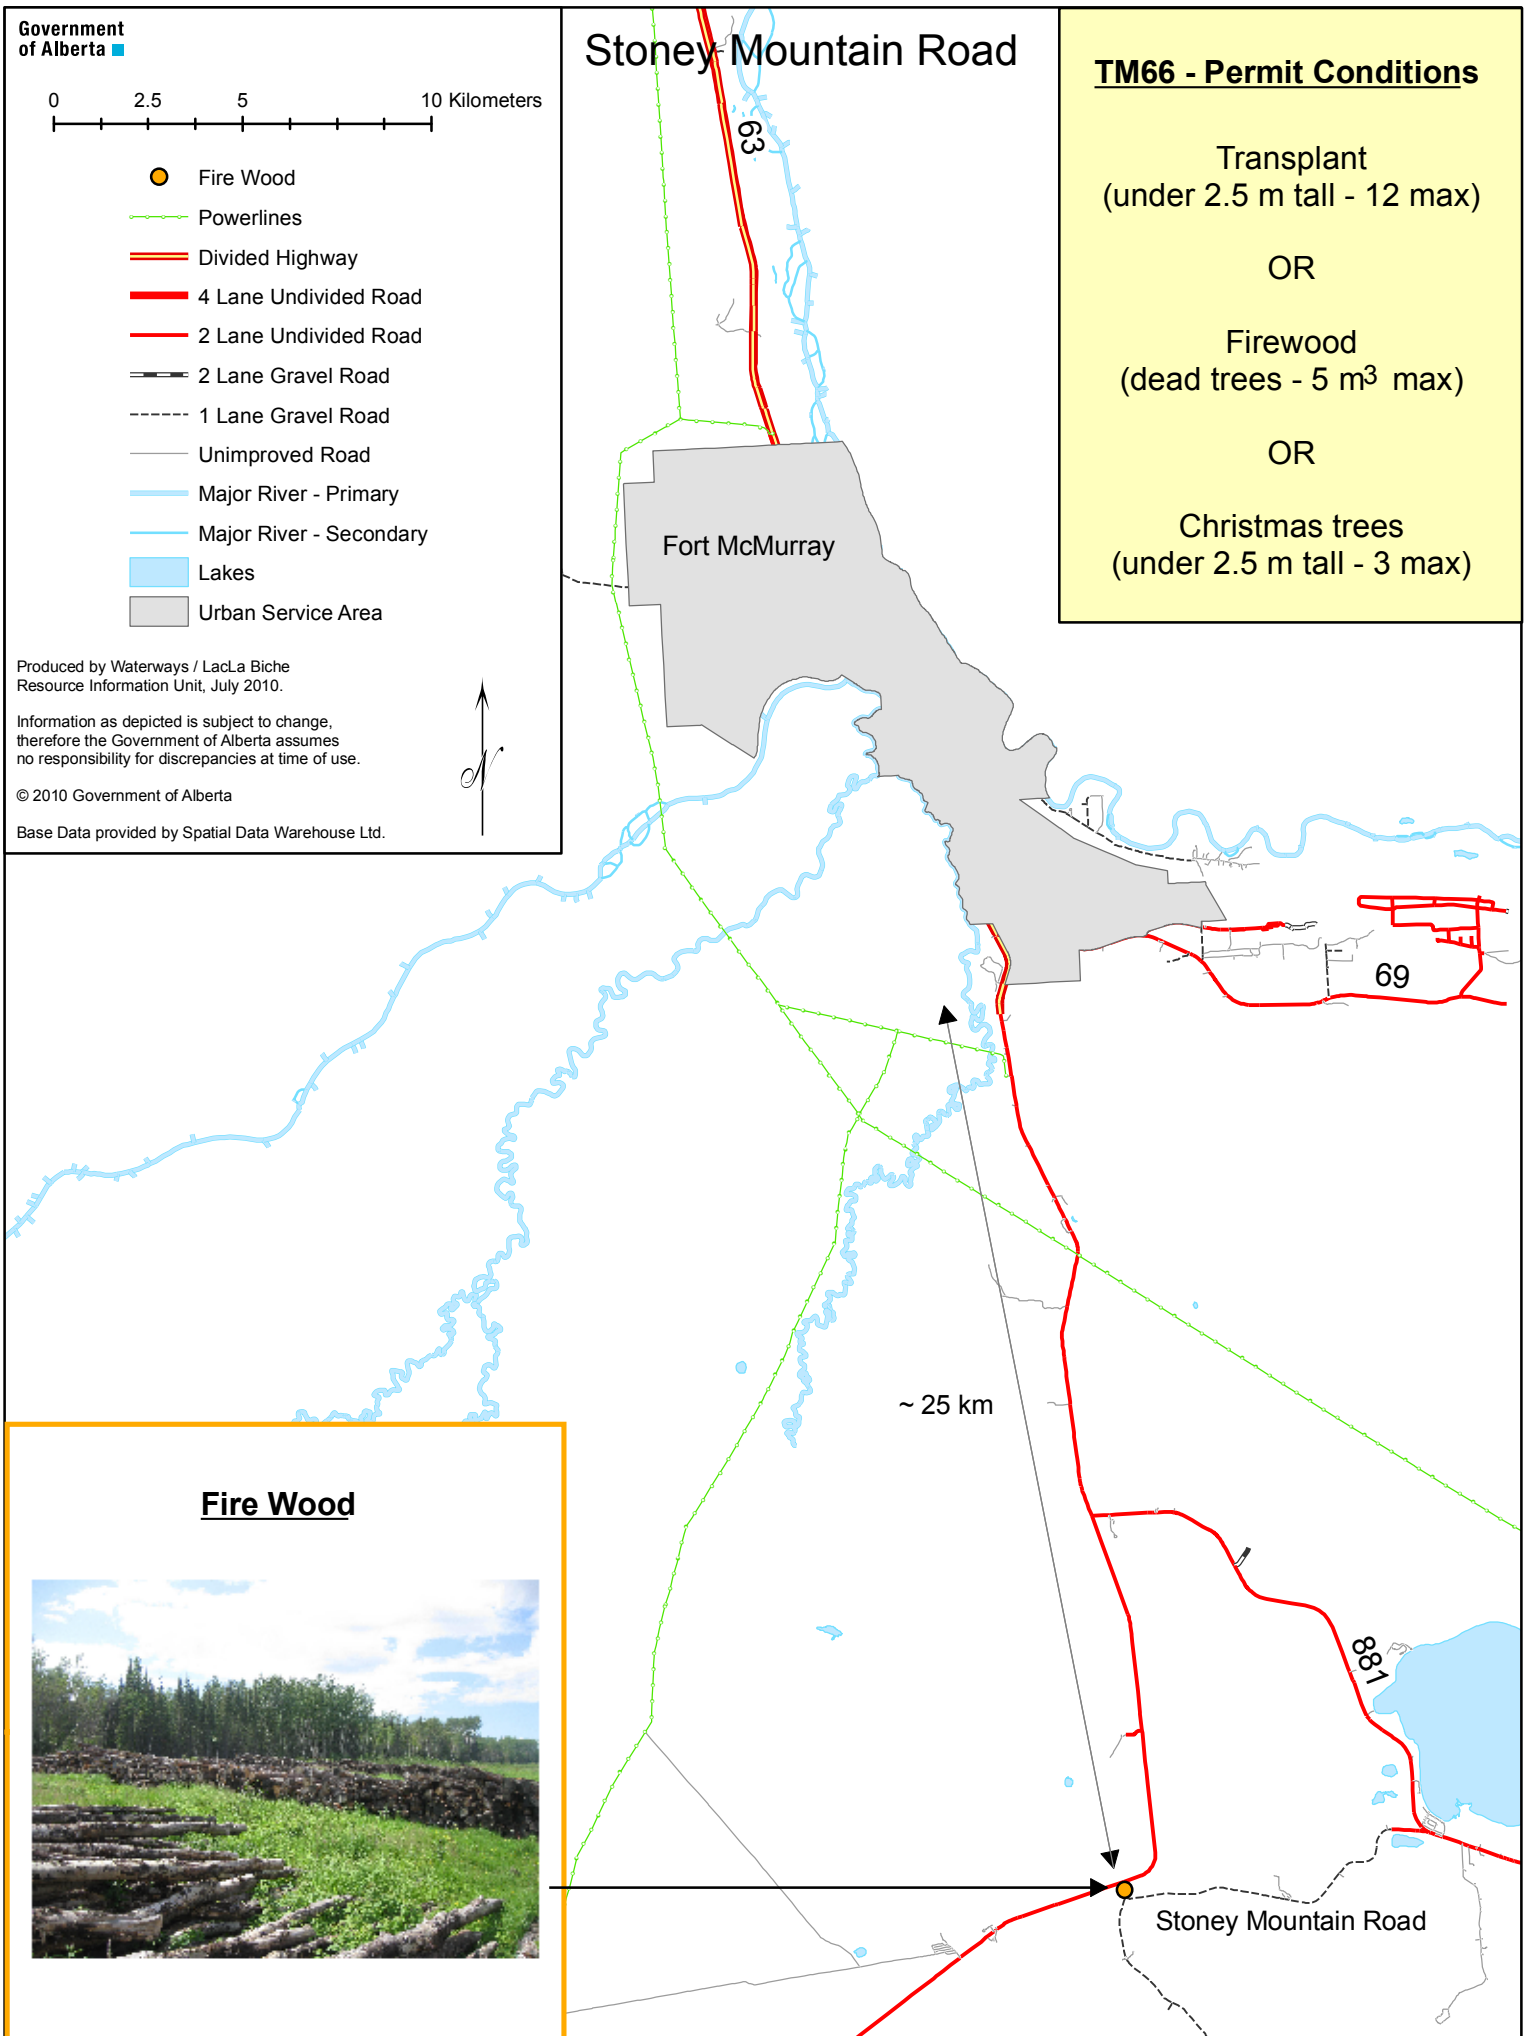 Government
of Alberta
0 2.5 5 10 Kilometers
Fire Wood
Powerlines
Divided Highway
4 Lane Undivided Road
2 Lane Undivided Road
2 Lane Gravel Road
1 Lane Gravel Road
Unimproved Road
Major River - Primary
Major River - Secondary
Lakes
Urban Service Area
Produced by Waterways / LacLa Biche
Resource Information Unit, July 2010.
Information as depicted is subject to change,
therefore the Government of Alberta assumes
no responsibility for discrepancies at time of use.
© 2010 Government of Alberta
Base Data provided by Spatial Data Warehouse Ltd.
N
Stoney Mountain Road
63
TM66 - Permit Conditions
Transplant
(under 2.5 m tall - 12 max)
OR
Firewood
(dead trees - 5 m³ max)
OR
Christmas trees
(under 2.5 m tall - 3 max)
Fort McMurray
69
~ 25 km
881
Stoney Mountain Road
Fire Wood